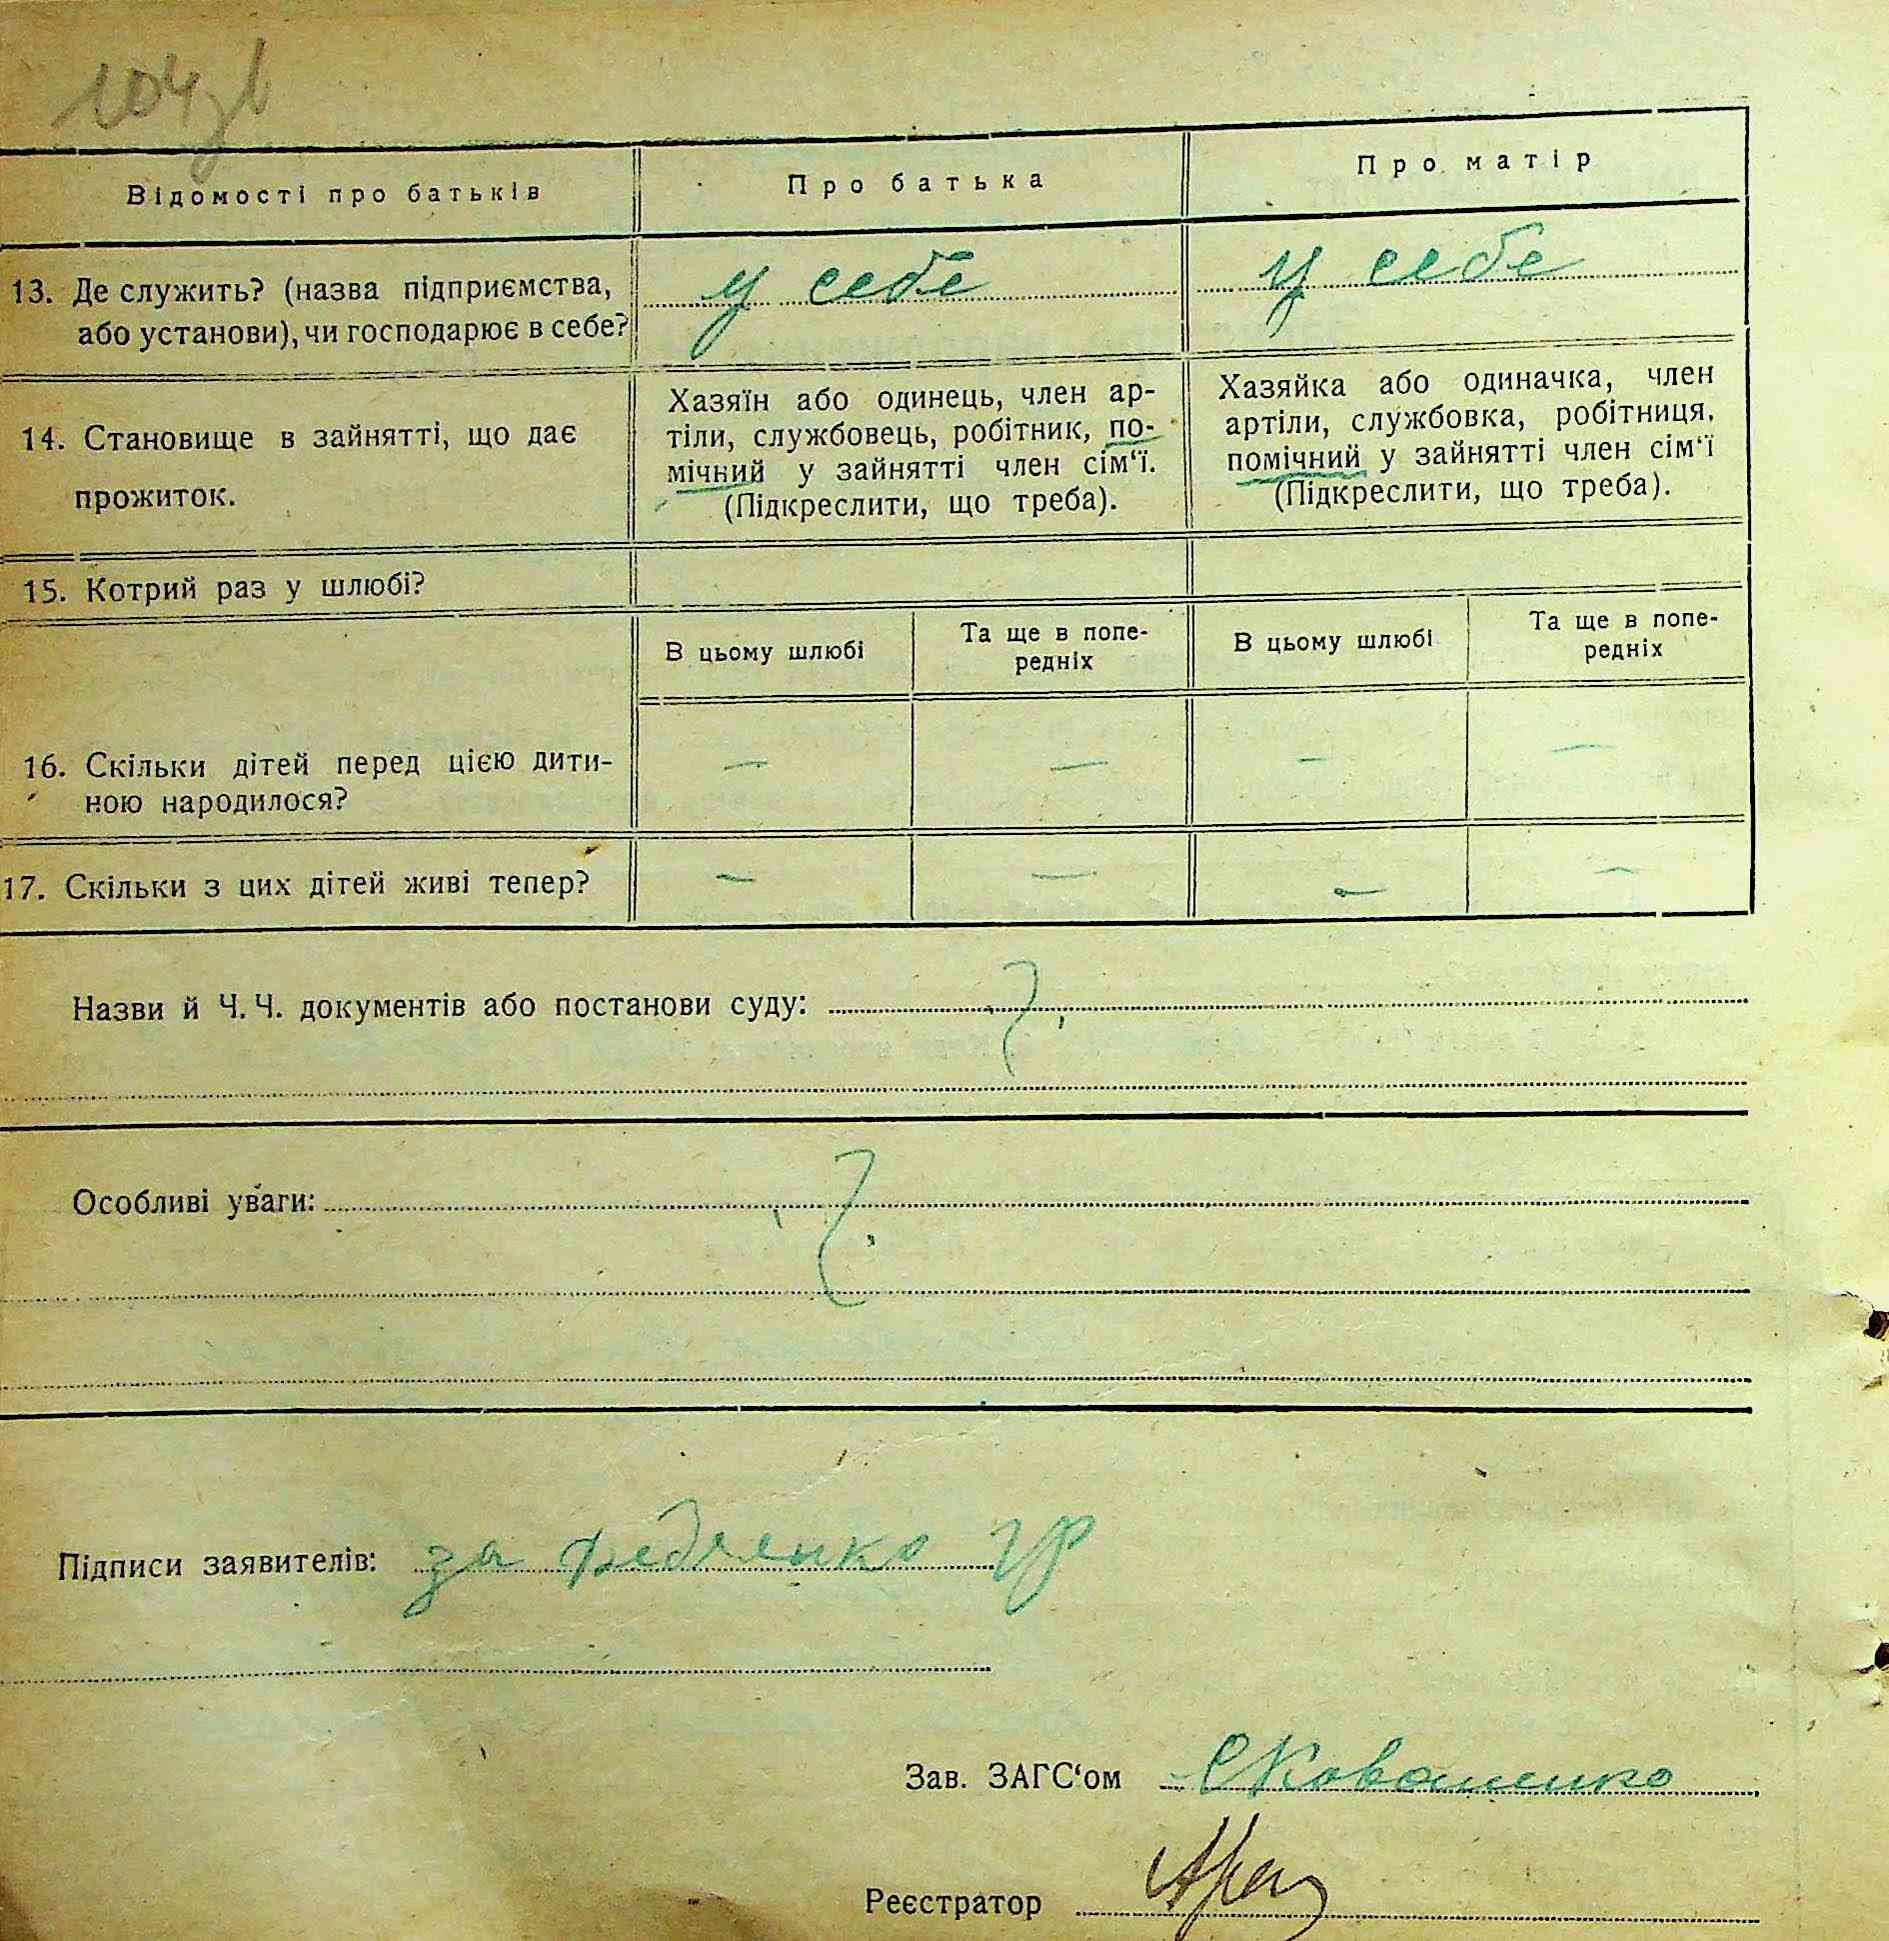 104зв
Відомості про батьків
Про батька
Про матір
13. Де служить? (назва підприємства,
або установи), чи господарює в себе?
у себе
у себе
14. Становище в зайнятті, що дає
прожиток.
Хазяїн або одинець, член ар-
тіли, службовець, робітник, по-
мічний у зайнятті член сім‘ї.
(Підкреслити, що треба).
Хазяйка або одиначка, член
артіли, службовка, робітниця,
помічний у зайнятті член сім‘ї
(Підкреслити, що треба).
15. Котрий раз у шлюбі?
В цьому шлюбі
Та ще в попе-
редніх
В цьому шлюбі
Та ще в попе-
редніх
16. Скільки дітей перед цією дити-
ною народилося?
— — — —
17. Скільки з цих дітей живі тепер?
— — — —
Назви й Ч. Ч. документів або постанови суду:
Особливі уваги:
Підписи заявителів: за
Зав. ЗАГС‘ом
Реєстратор